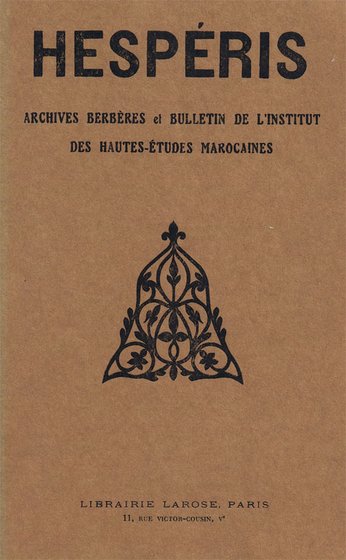 HESPÉRIS
ARCHIVES BERBÈRES et BULLETIN DE L'INSTITUT
DES HAUTES-ÉTUDES MAROCAINES
LIBRAIRIE LAROSE, PARIS
11, RUE VICTOR-COUSIN, Vᵉ